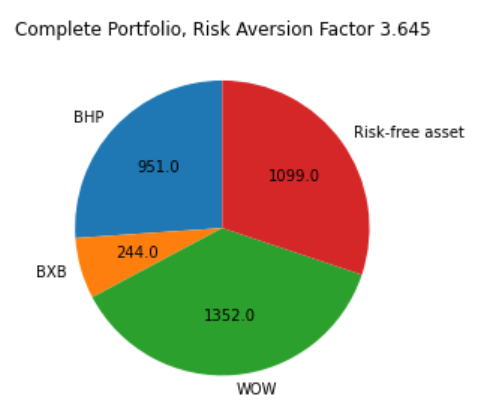 Complete Portfolio, Risk Aversion Factor 3.645
BHP
Risk-free asset
951.0
1099.0
BXB
244.0
1352.0
WOW